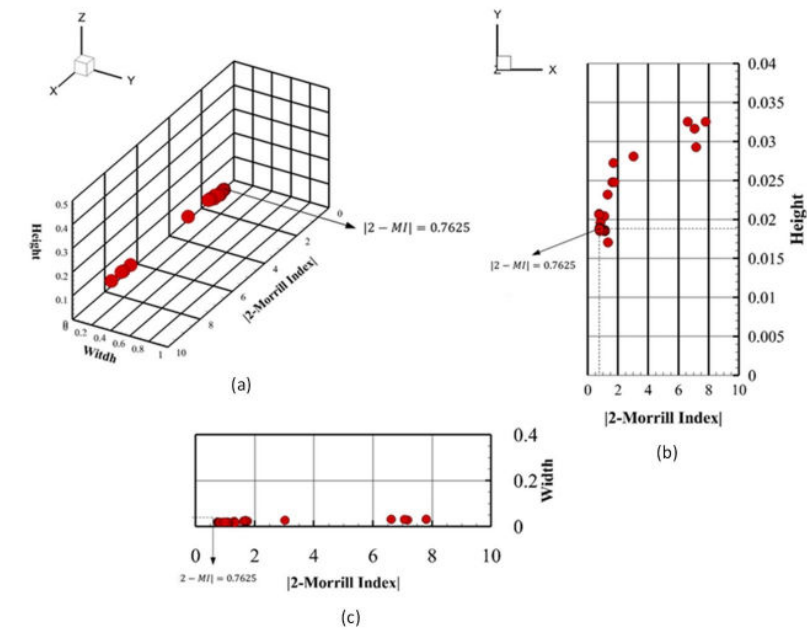 Z
X
Y
0.5
0.4
0.3
0.2
0.1
0
Height
0
0.2
0.4
0.6
0.8
1
Witdh
10
8
6
4
2
0
|2-Morrill Index|
|2 − MI| = 0.7625
(a)
Y
Z
X
0.04
0.035
0.03
0.025
0.02
0.015
0.01
0.005
0
Height
|2 − MI| = 0.7625
0 2 4 6 8 10
|2-Morrill Index|
(b)
0.4
0.2
0
Width
0 2 4 6 8 10
2 − MI| = 0.7625
|2-Morrill Index|
(c)